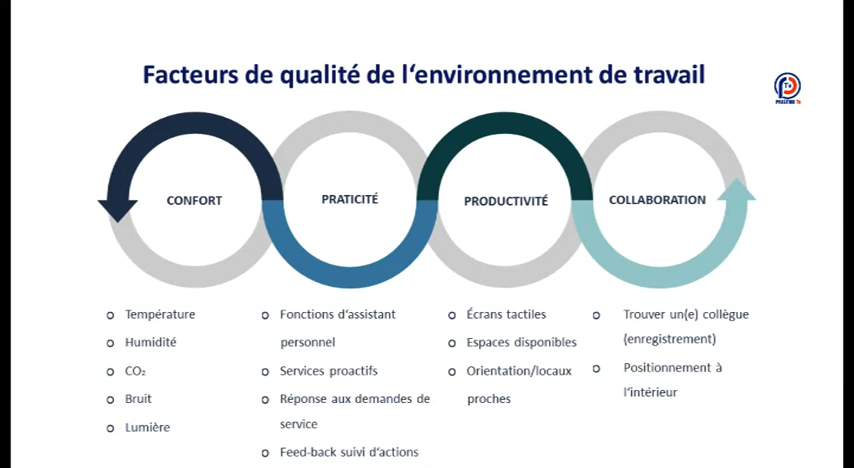 Facteurs de qualité de l‘environnement de travail
PRESTIGE TN
CONFORT
PRATICITÉ
PRODUCTIVITÉ
COLLABORATION
o Température
o Humidité
o CO₂
o Bruit
o Lumière
o Fonctions d‘assistant
personnel
o Services proactifs
o Réponse aux demandes de
service
o Feed-back suivi d‘actions
o Écrans tactiles
o Espaces disponibles
o Orientation/locaux
proches
o Trouver un(e) collègue
(enregistrement)
o Positionnement à
l‘intérieur